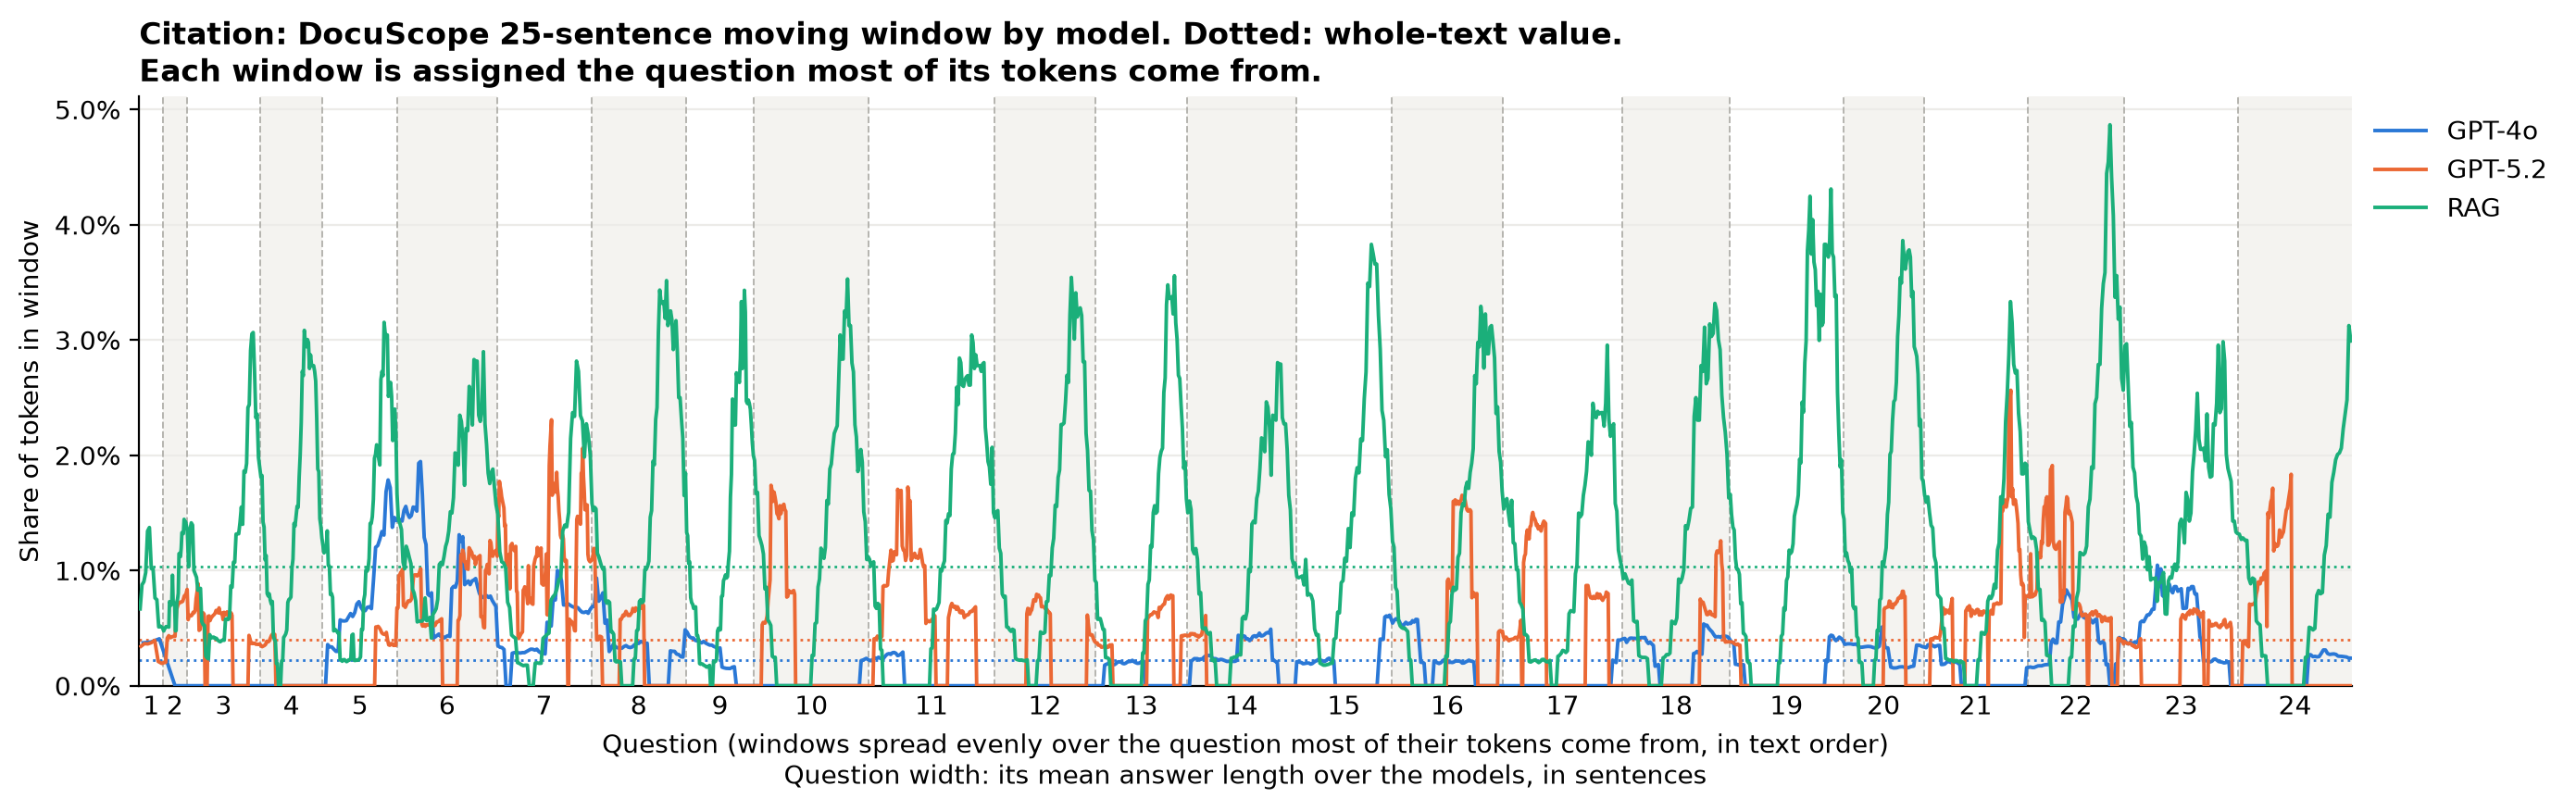 Citation: DocuScope 25-sentence moving window by model. Dotted: whole-text value.
Each window is assigned the question most of its tokens come from.
5.0%
4.0%
3.0%
2.0%
1.0%
0.0%
Share of tokens in window
GPT-4o
GPT-5.2
RAG
1 2 3 4 5 6 7 8 9 10 11 12 13 14 15 16 17 18 19 20 21 22 23 24
Question (windows spread evenly over the question most of their tokens come from, in text order)
Question width: its mean answer length over the models, in sentences